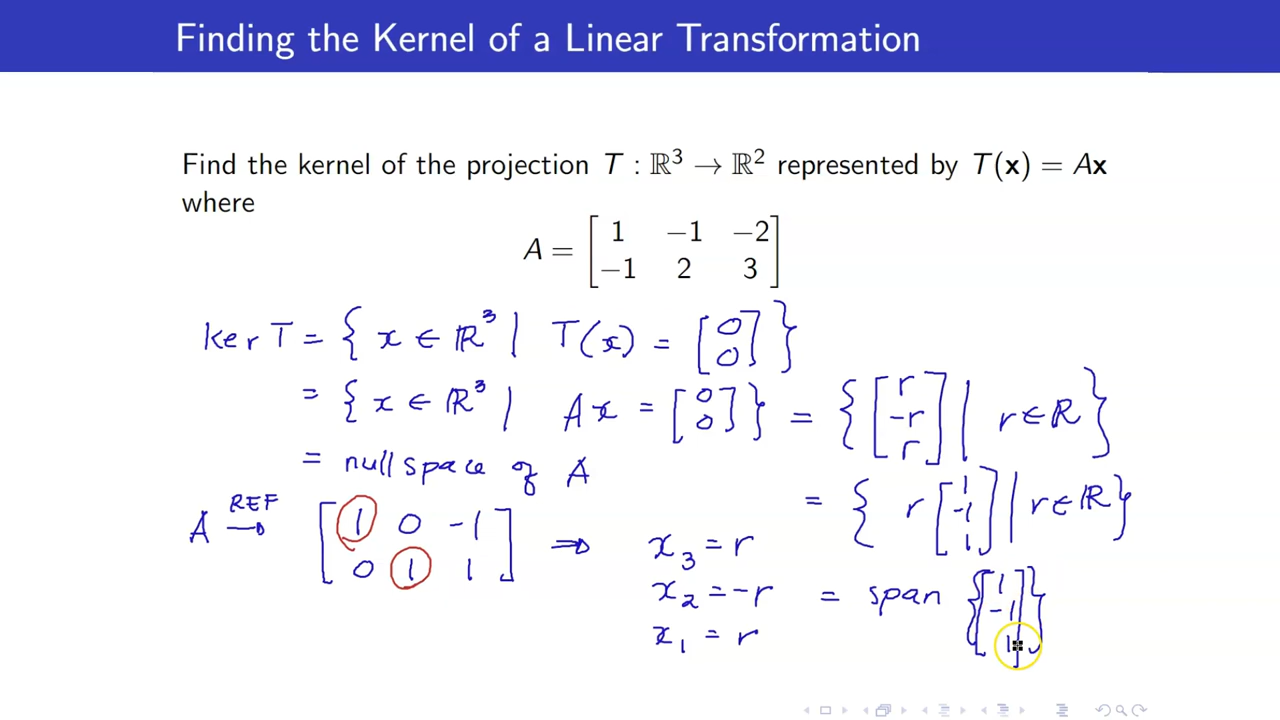 Finding the Kernel of a Linear Transformation
Find the kernel of the projection T : ℝ³ → ℝ² represented by T(x) = Ax
where
A = [1 −1 −2; −1 2 3]
ker T = { x ∈ ℝ³ | T(x) = [0; 0] }
= { x ∈ ℝ³ | Ax = [0; 0] } = { [r; -r; r] | r ∈ ℝ }
= null space of A
= { r [1; -1; 1] | r ∈ ℝ }
A REF → [1 0 -1; 0 1 1] ⇒ x₃ = r
x₂ = -r
x₁ = r
= span { [1; -1; 1] }